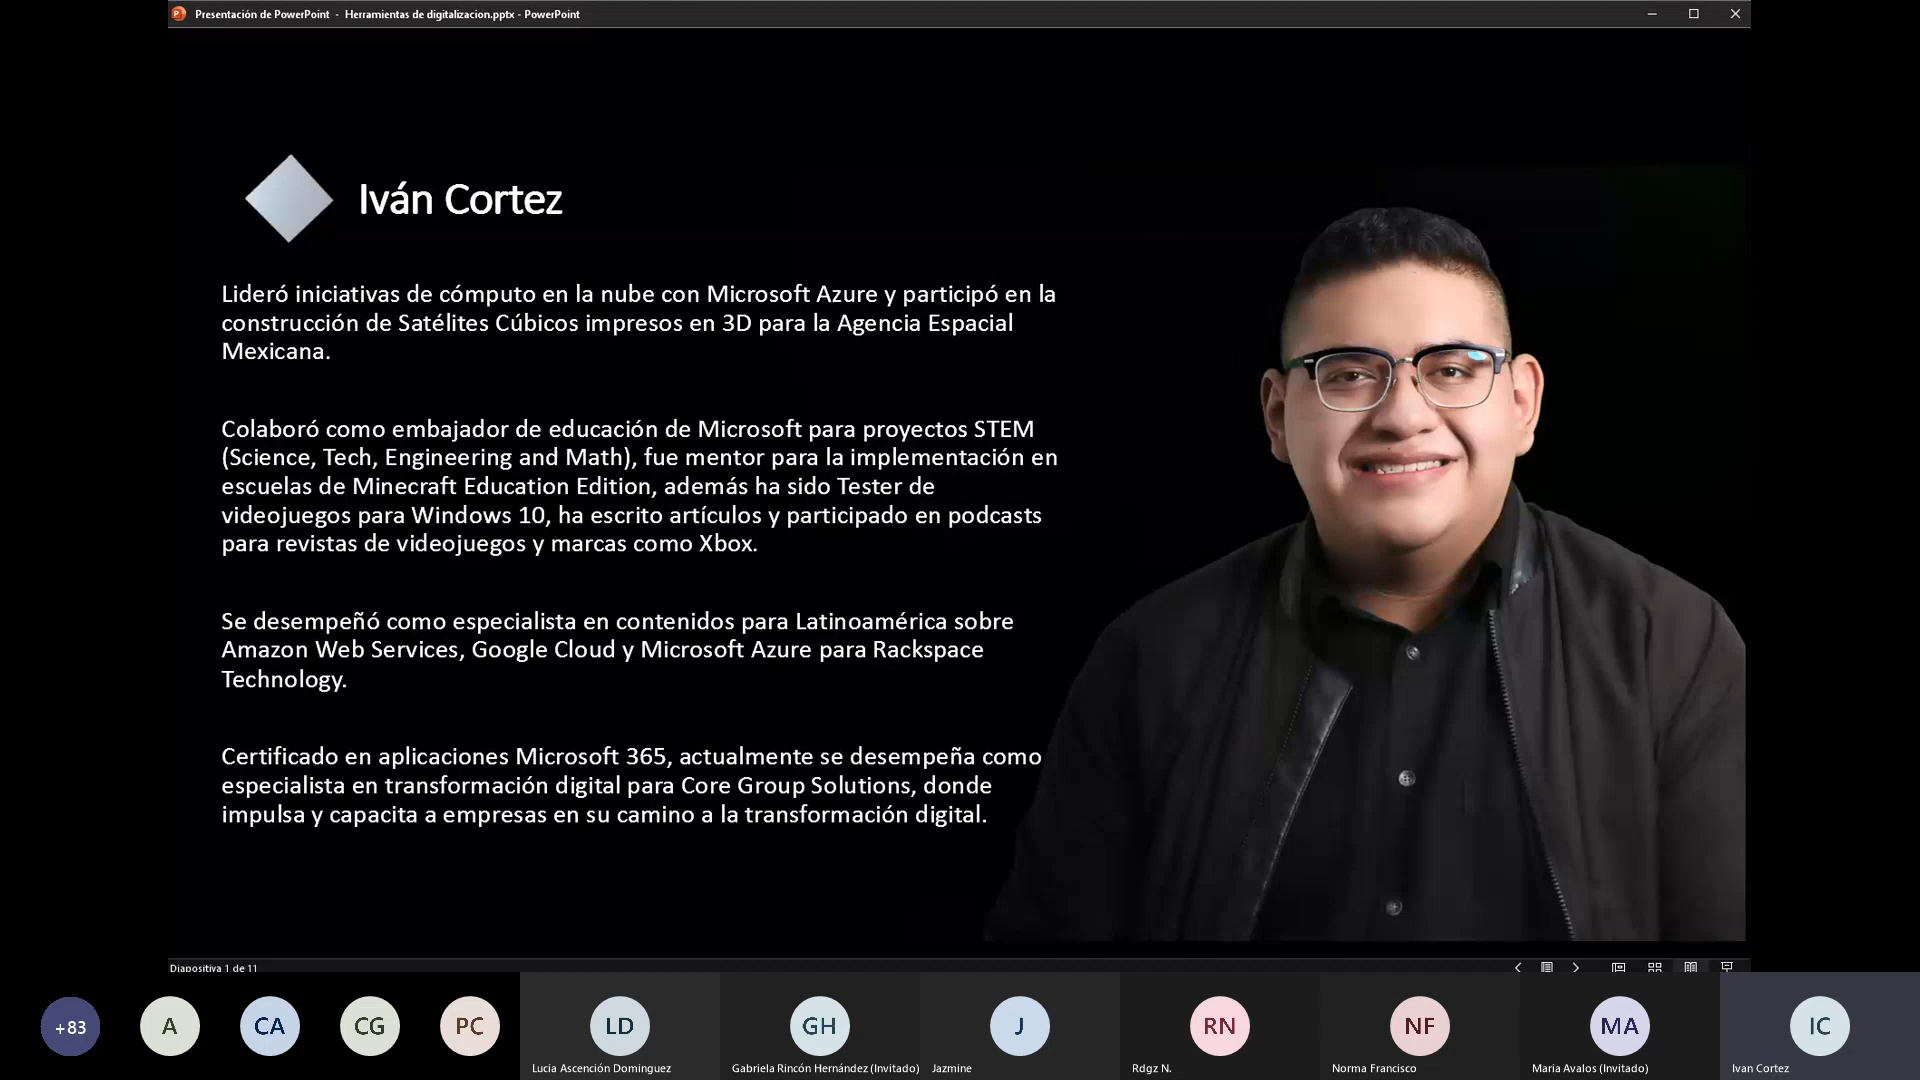 Presentación de PowerPoint - Herramientas de digitalizacion.pptx - PowerPoint
Iván Cortez
Lideró iniciativas de cómputo en la nube con Microsoft Azure y participó en la
construcción de Satélites Cúbicos impresos en 3D para la Agencia Espacial
Mexicana.
Colaboró como embajador de educación de Microsoft para proyectos STEM
(Science, Tech, Engineering and Math), fue mentor para la implementación en
escuelas de Minecraft Education Edition, además ha sido Tester de
videojuegos para Windows 10, ha escrito artículos y participado en podcasts
para revistas de videojuegos y marcas como Xbox.
Se desempeñó como especialista en contenidos para Latinoamérica sobre
Amazon Web Services, Google Cloud y Microsoft Azure para Rackspace
Technology.
Certificado en aplicaciones Microsoft 365, actualmente se desempeña como
especialista en transformación digital para Core Group Solutions, donde
impulsa y capacita a empresas en su camino a la transformación digital.
Diapositiva 1 de 11
+83
A
CA
CG
PC
LD
GH
J
RN
NF
MA
IC
Lucia Ascención Dominguez
Gabriela Rincón Hernández (Invitado)
Jazmine
Rdgz N.
Norma Francisco
Maria Avalos (Invitado)
Ivan Cortez